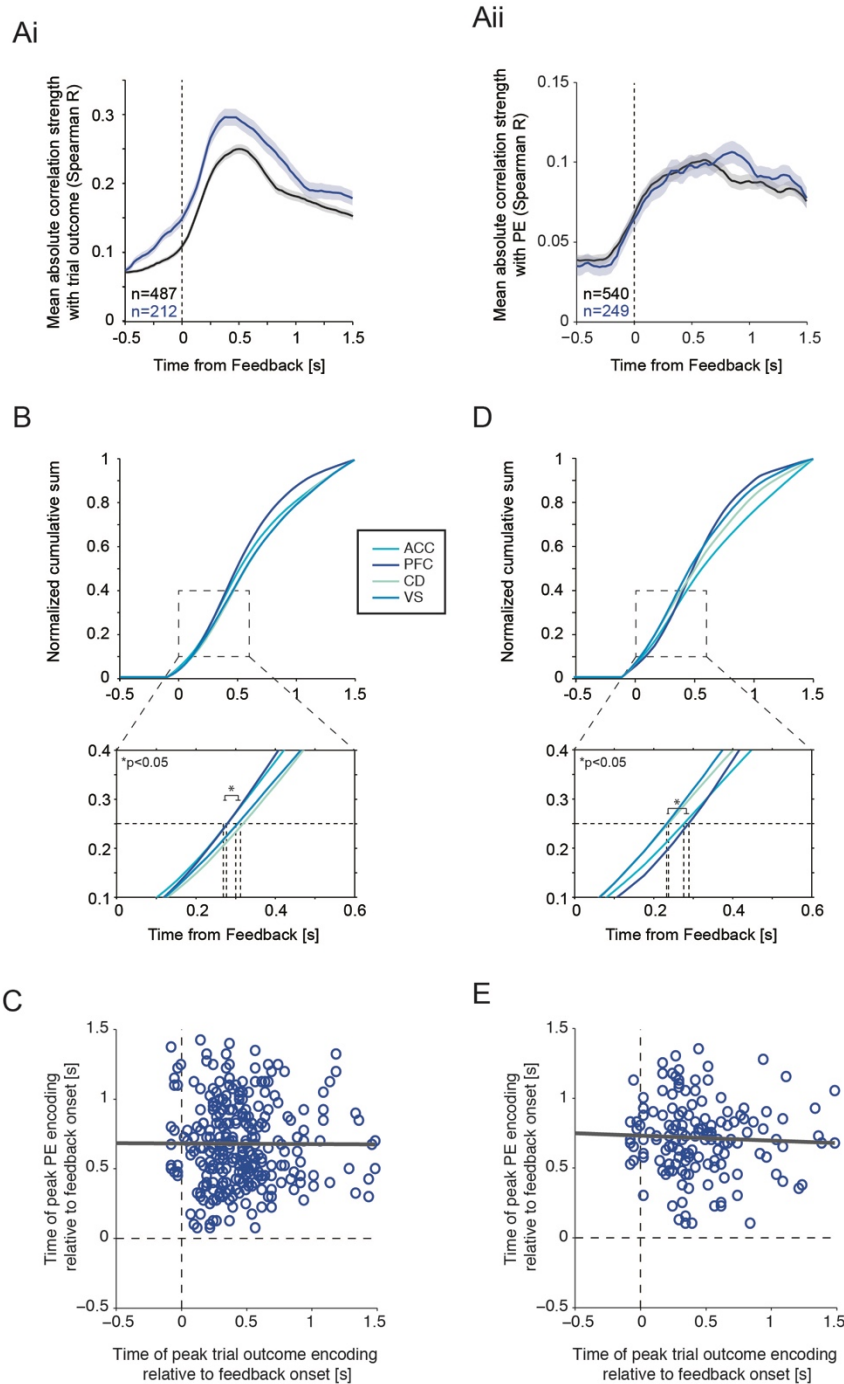 Ai
Mean absolute correlation strength
with trial outcome (Spearman R)
0.3
0.2
0.1
0
n=487
n=212
-0.5
0
0.5
1
1.5
Time from Feedback [s]
Aii
Mean absolute correlation strength
with PE (Spearman R)
0.15
0.1
0.05
0
n=540
n=249
−0.5
0
0.5
1
1.5
Time from Feedback [s]
B
Normalized cumulative sum
1
0.8
0.6
0.4
0.2
0
-0.5
0
0.5
1.0
1.5
ACC
PFC
CD
VS
0.4
0.3
0.2
0.1
*p<0.05
*
0
0.2
0.4
0.6
Time from Feedback [s]
D
Normalized cumulative sum
1
0.8
0.6
0.4
0.2
0
-0.5
0
0.5
1.0
1.5
0.4
0.3
0.2
0.1
*p<0.05
*
0
0.2
0.4
0.6
Time from Feedback [s]
C
Time of peak PE encoding
relative to feedback onset [s]
1.5
1
0.5
0
−0.5
−0.5
0
0.5
1
1.5
Time of peak trial outcome encoding
relative to feedback onset [s]
E
Time of peak PE encoding
relative to feedback onset [s]
1.5
1
0.5
0
−0.5
−0.5
0
0.5
1
1.5
Time of peak trial outcome encoding
relative to feedback onset [s]